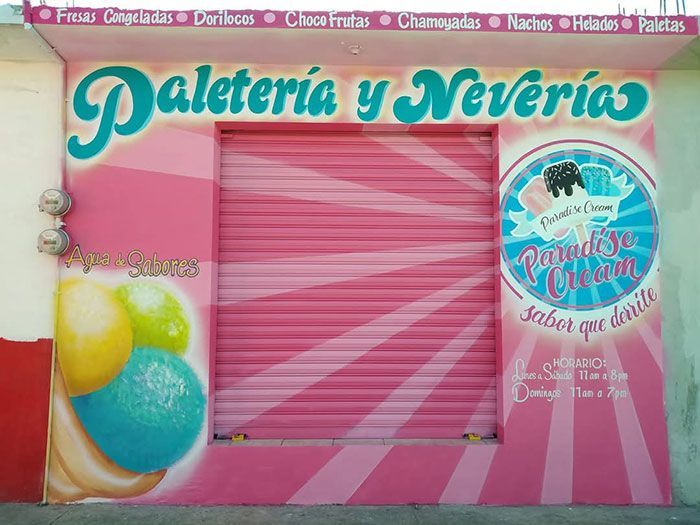 • Fresas Congeladas • Dorilocos • Choco Frutas • Chamoyadas • Nachos • Helados • Paletas •
Paletería y Nevería
Paradise Cream
Paradise
Cream
sabor que derrite
Agua de Sabores
HORARIO:
Lunes a Sábado 11 am a 8 pm
Domingos 11 am a 7 pm